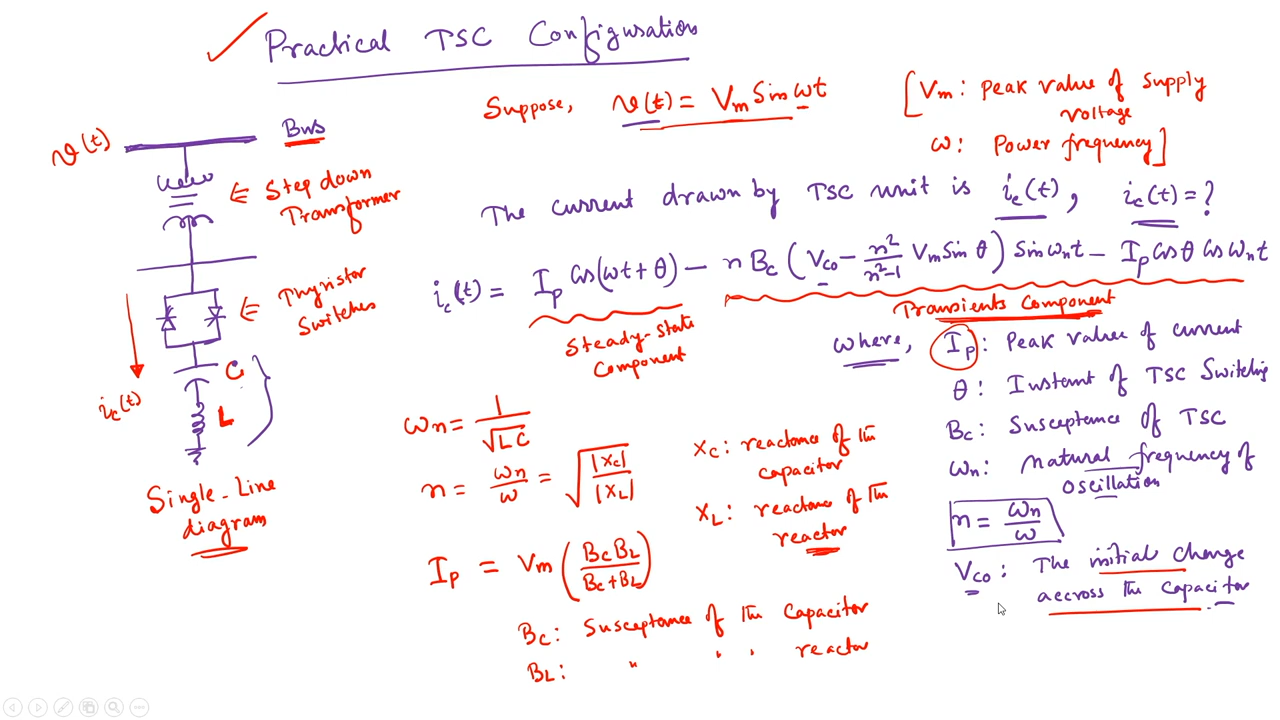 Practical TSC Configuration
Suppose, v(t) = Vm Sin ωt
[Vm : Peak value of Supply
Voltage
ω : Power frequency]
v(t)
Bus
⇐ Step down
Transformer
⇐ Thyristor
Switches
C
L
ic(t)
Single-Line
diagram
The current drawn by TSC unit is ic(t), ic(t) = ?
ic(t) = Ip Cos(ωt + θ) − n Bc (Vco − n²/(n²−1) Vm Sin θ) Sin ωnt − Ip Cosθ Cos ωnt
Steady-State
Component
Transients Component
where, Ip : Peak value of current
θ : Instant of TSC Switching
Bc : Susceptance of TSC
ωn : natural frequency of
oscillation
n = ωn/ω
Vco : The initial change
accross the capacitor
ωn = 1/√LC
n = ωn/ω = √(|Xc|/|XL|)
Xc : reactance of the
capacitor
XL : reactance of the
reactor
Ip = Vm (BcBL/(Bc+BL))
Bc : Susceptance of the Capacitor
BL : " " " reactor